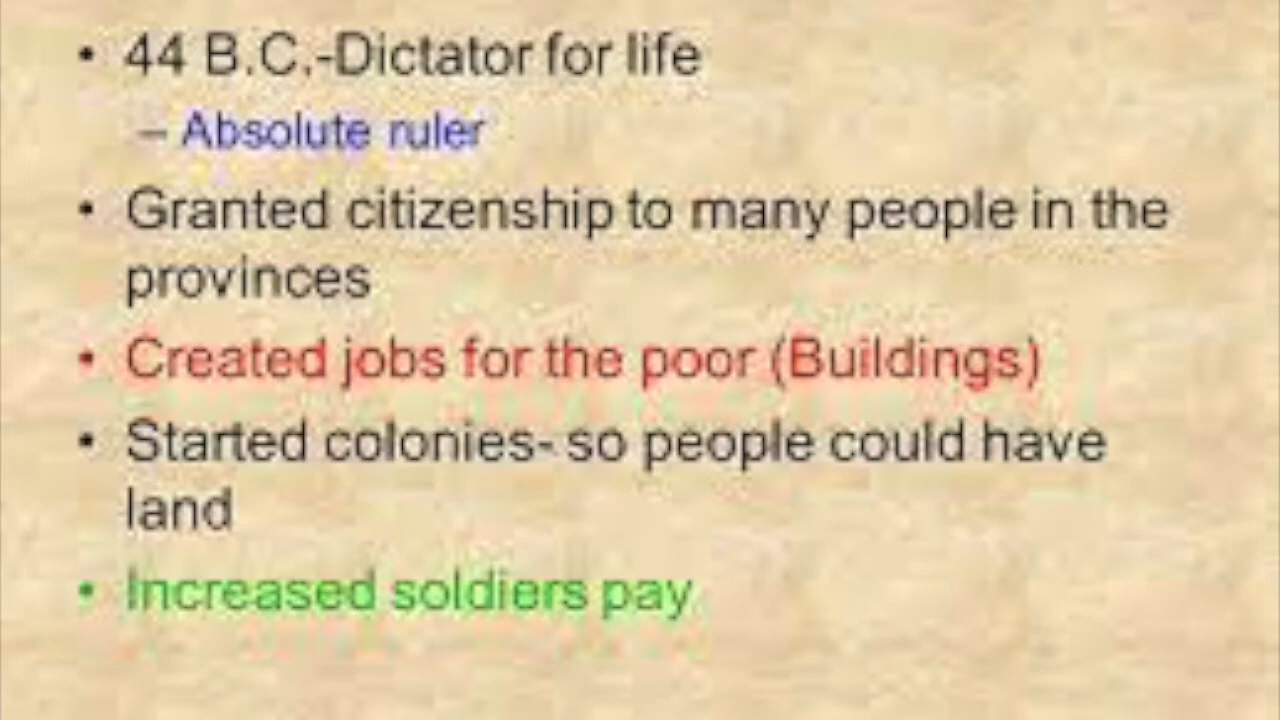 • 44 B.C.-Dictator for life
– Absolute ruler
• Granted citizenship to many people in the
provinces
• Created jobs for the poor (Buildings)
• Started colonies- so people could have
land
• Increased soldiers pay